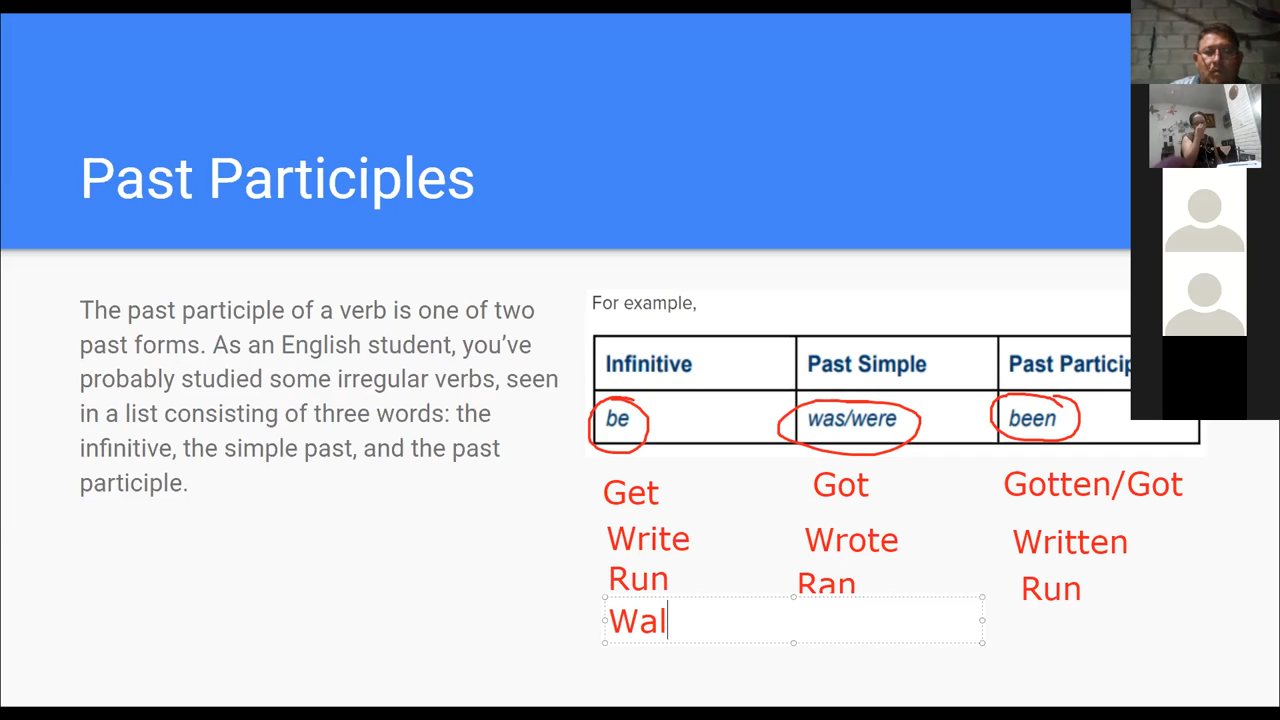 Past Participles
The past participle of a verb is one of two
past forms. As an English student, you've
probably studied some irregular verbs, seen
in a list consisting of three words: the
infinitive, the simple past, and the past
participle.
For example,
Infinitive Past Simple Past Particip
be was/were been
Get Got Gotten/Got
Write Wrote Written
Run Ran Run
Wal